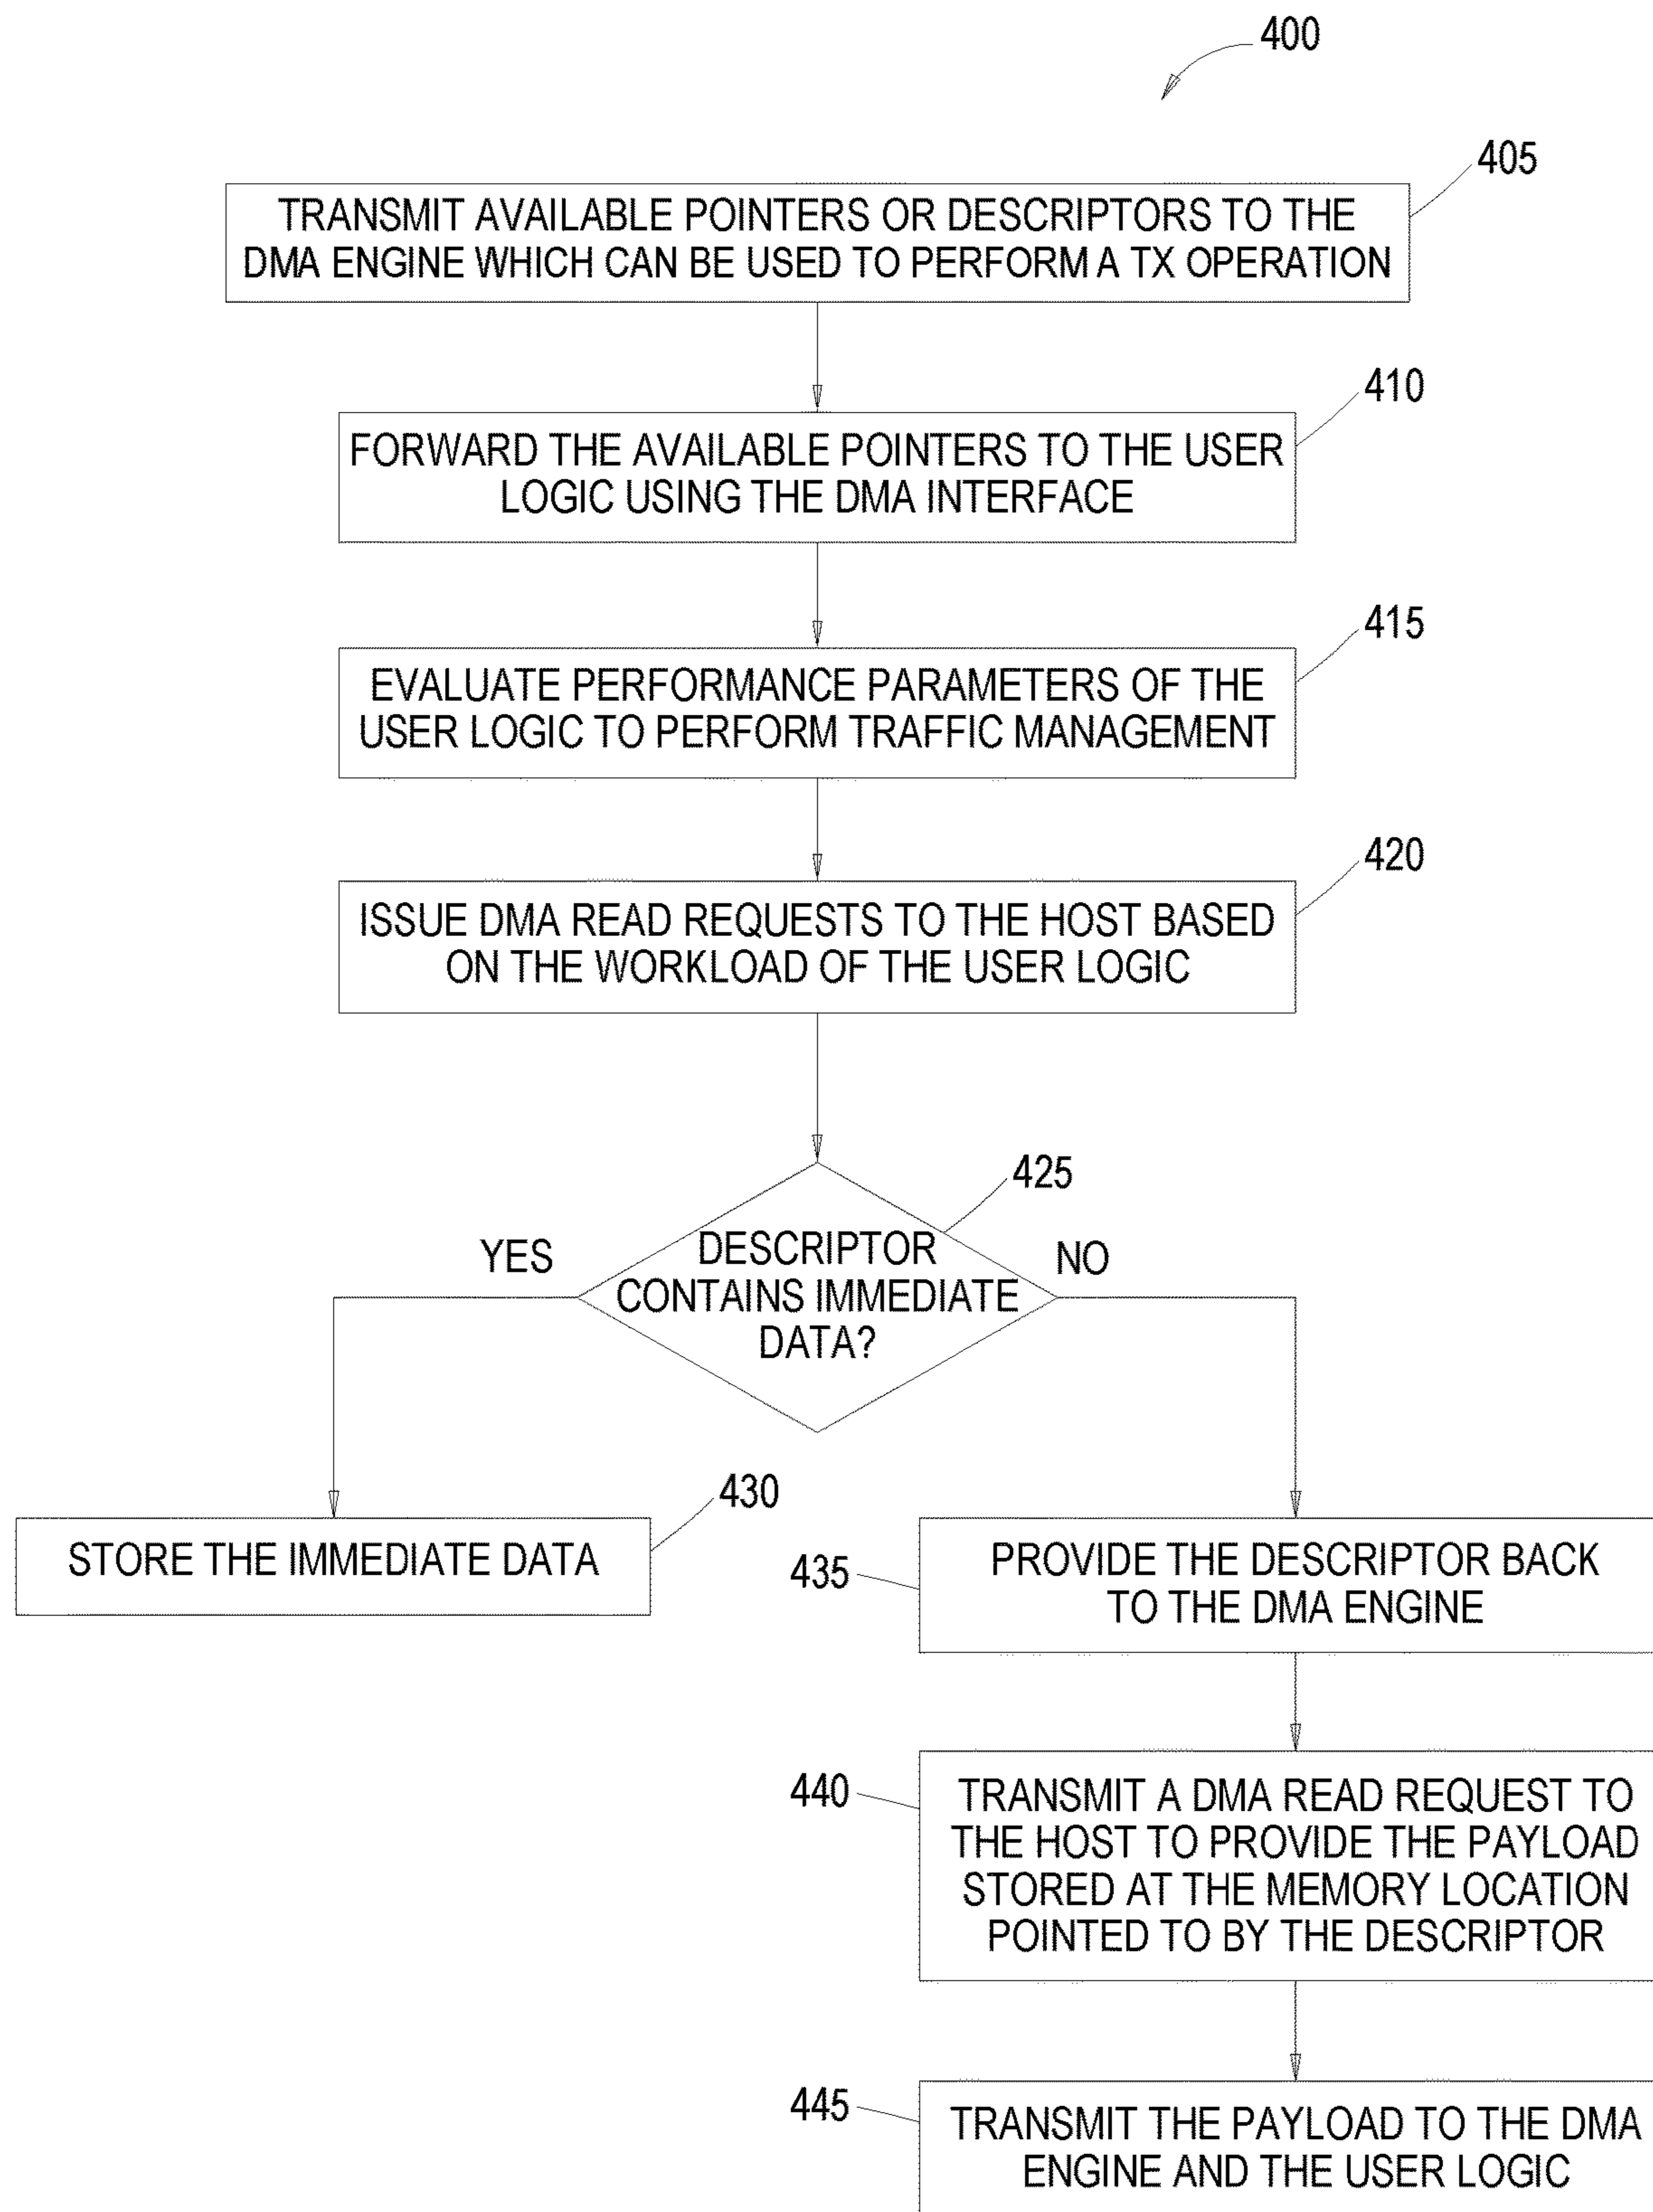 400
405
TRANSMIT AVAILABLE POINTERS OR DESCRIPTORS TO THE
DMA ENGINE WHICH CAN BE USED TO PERFORM A TX OPERATION
410
FORWARD THE AVAILABLE POINTERS TO THE USER
LOGIC USING THE DMA INTERFACE
415
EVALUATE PERFORMANCE PARAMETERS OF THE
USER LOGIC TO PERFORM TRAFFIC MANAGEMENT
420
ISSUE DMA READ REQUESTS TO THE HOST BASED
ON THE WORKLOAD OF THE USER LOGIC
425
YES
DESCRIPTOR
CONTAINS IMMEDIATE
DATA?
NO
430
STORE THE IMMEDIATE DATA
435
PROVIDE THE DESCRIPTOR BACK
TO THE DMA ENGINE
440
TRANSMIT A DMA READ REQUEST TO
THE HOST TO PROVIDE THE PAYLOAD
STORED AT THE MEMORY LOCATION
POINTED TO BY THE DESCRIPTOR
445
TRANSMIT THE PAYLOAD TO THE DMA
ENGINE AND THE USER LOGIC